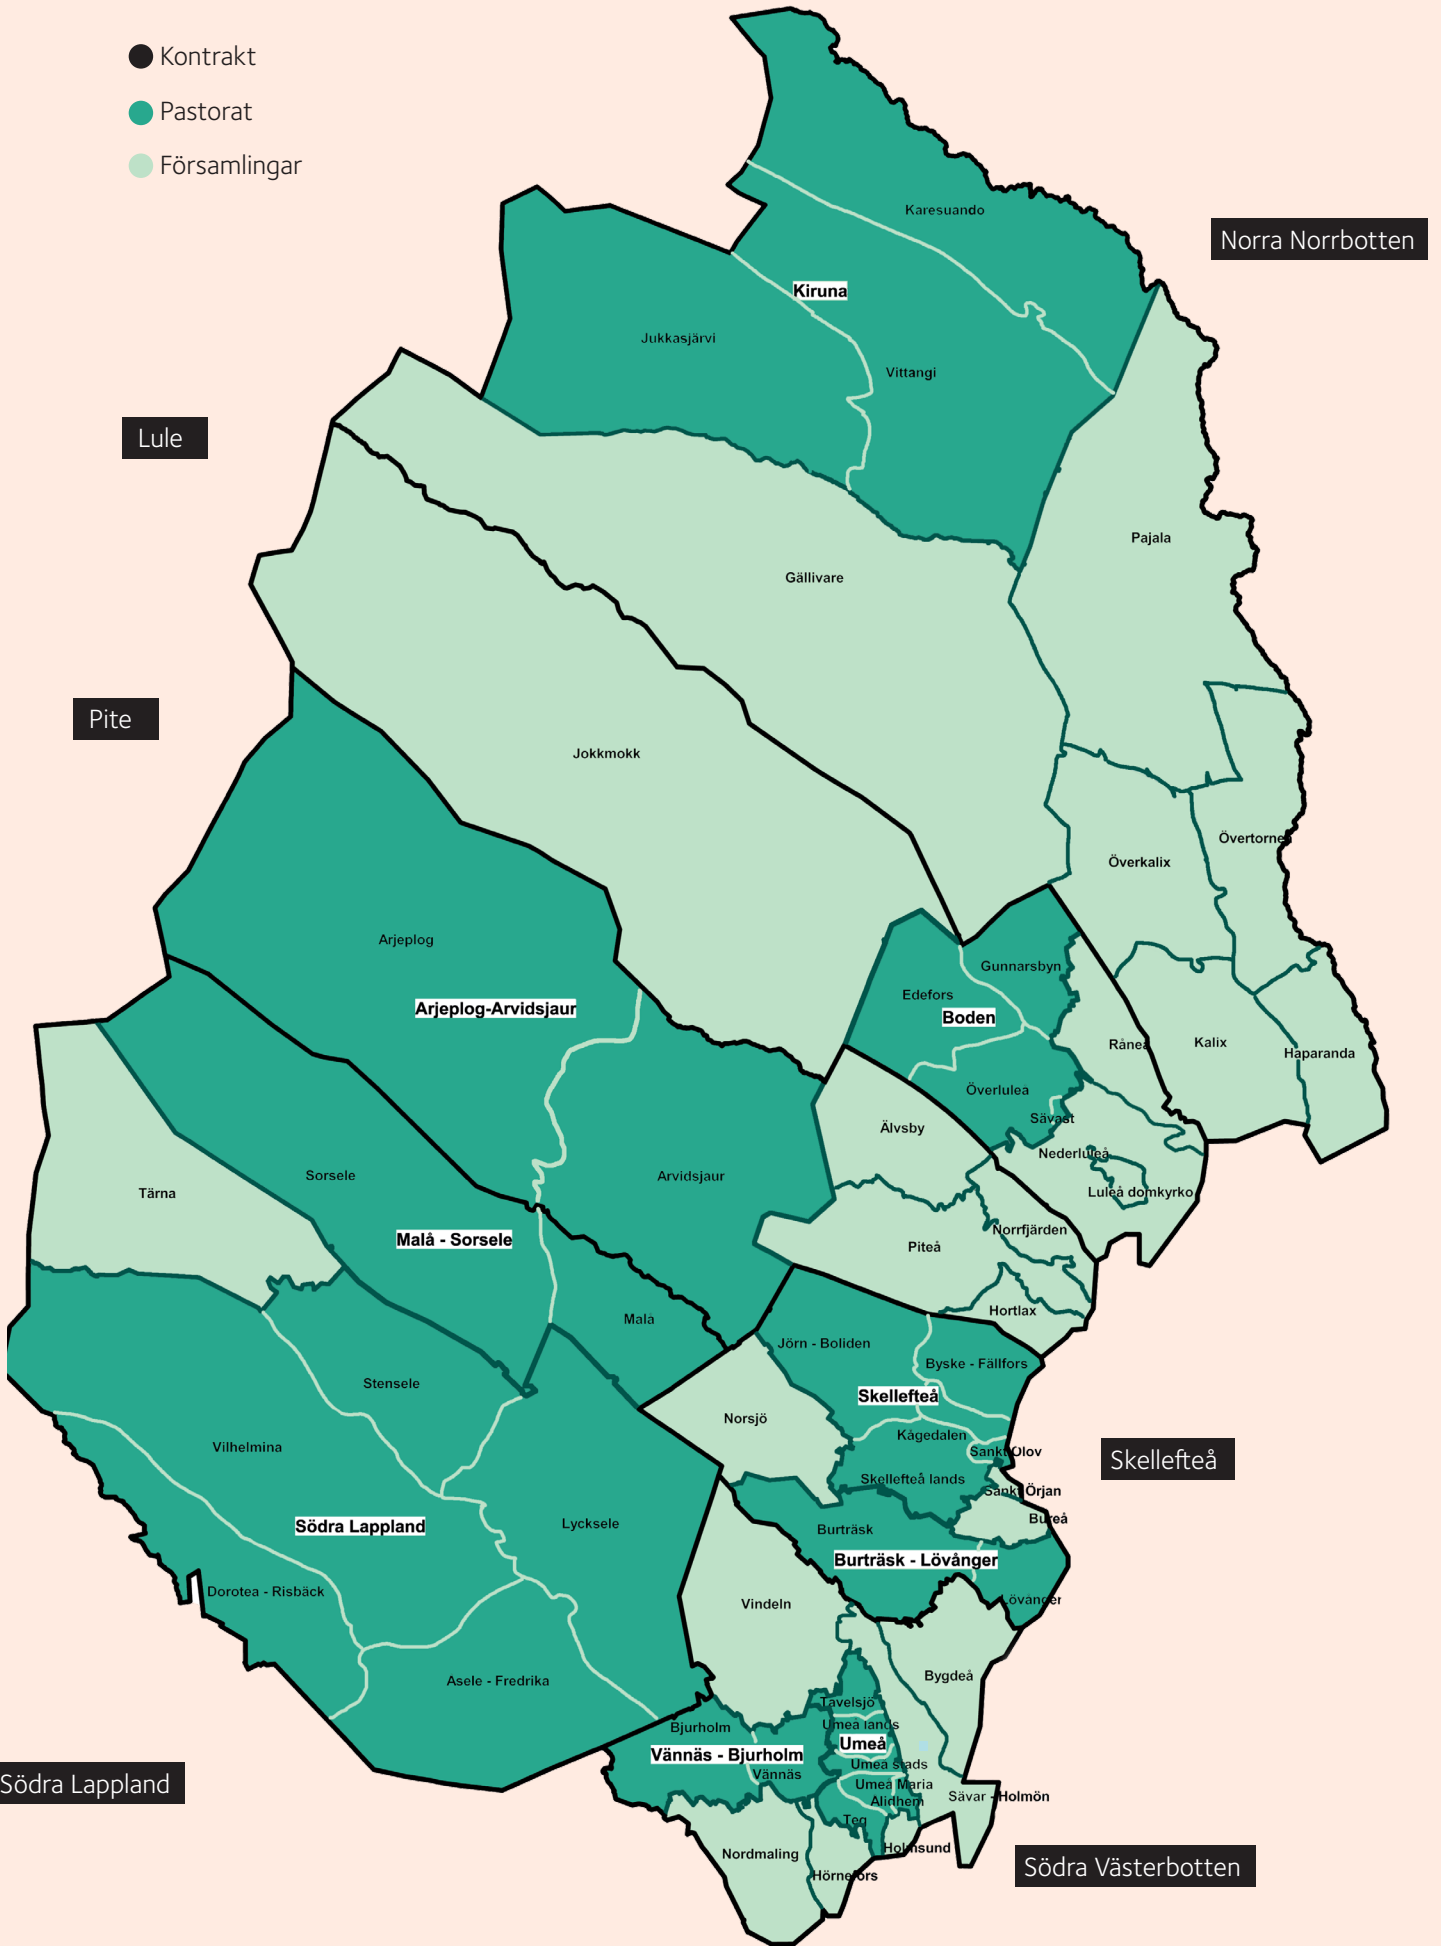 Kontrakt
Pastorat
Församlingar
Karesuando
Norra Norrbotten
Kiruna
Jukkasjärvi
Vittangi
Lule
Pajala
Gällivare
Pite
Jokkmokk
Övertorneå
Överkalix
Arjeplog
Gunnarsbyn
Edefors
Arjeplog-Arvidsjaur
Boden
Råneå
Kalix
Haparanda
Överluleå
Sävast
Älvsby
Nederluleå
Sorsele
Arvidsjaur
Tärna
Luleå domkyrko
Norrfjärden
Malå - Sorsele
Piteå
Hortlax
Malå
Jörn - Boliden
Byske - Fällfors
Stensele
Skellefteå
Norsjö
Kågedalen
Vilhelmina
Sankt Olov
Skellefteå
Skellefteå lands
Sankt Örjan
Bureå
Södra Lappland
Lycksele
Burträsk
Burträsk - Lövånger
Dorotea - Risbäck
Lövånger
Vindeln
Åsele - Fredrika
Bygdeå
Tavelsjö
Bjurholm
Umeå lands
Umeå
Vännäs - Bjurholm
Umeå stads
Vännäs
Södra Lappland
Umeå Maria
Sävar - Holmön
Ålidhem
Teg
Holmsund
Nordmaling
Södra Västerbotten
Hörnefors